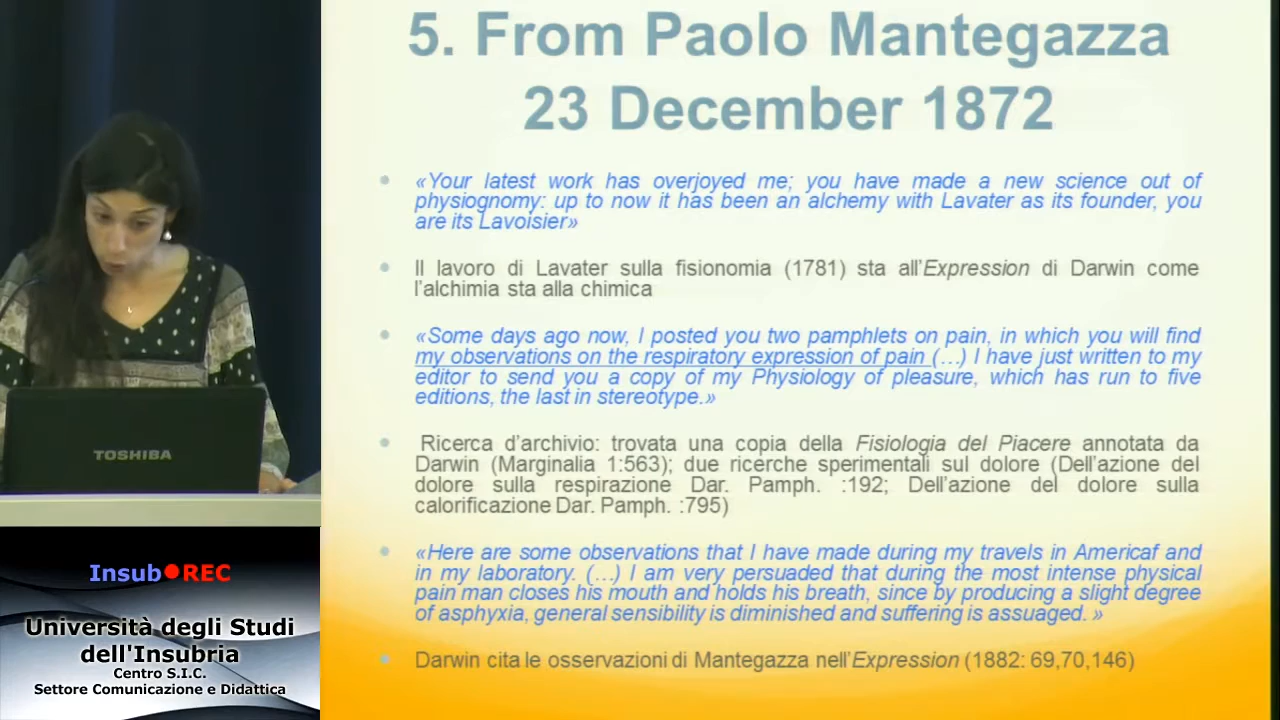 5. From Paolo Mantegazza
23 December 1872
«Your latest work has overjoyed me; you have made a new science out of
physiognomy: up to now it has been an alchemy with Lavater as its founder, you
are its Lavoisier»
Il lavoro di Lavater sulla fisionomia (1781) sta all'Expression di Darwin come
l'alchimia sta alla chimica
«Some days ago now, I posted you two pamphlets on pain, in which you will find
my observations on the respiratory expression of pain (…) I have just written to my
editor to send you a copy of my Physiology of pleasure, which has run to five
editions, the last in stereotype.»
Ricerca d'archivio: trovata una copia della Fisiologia del Piacere annotata da
Darwin (Marginalia 1:563); due ricerche sperimentali sul dolore (Dell'azione del
dolore sulla respirazione Dar. Pamph. :192; Dell'azione del dolore sulla
calorificazione Dar. Pamph. :795)
«Here are some observations that I have made during my travels in Americaf and
in my laboratory. (…) I am very persuaded that during the most intense physical
pain man closes his mouth and holds his breath, since by producing a slight degree
of asphyxia, general sensibility is diminished and suffering is assuaged. »
Darwin cita le osservazioni di Mantegazza nell'Expression (1882: 69,70,146)
TOSHIBA
Insub●REC
Università degli Studi
dell'Insubria
Centro S.I.C.
Settore Comunicazione e Didattica